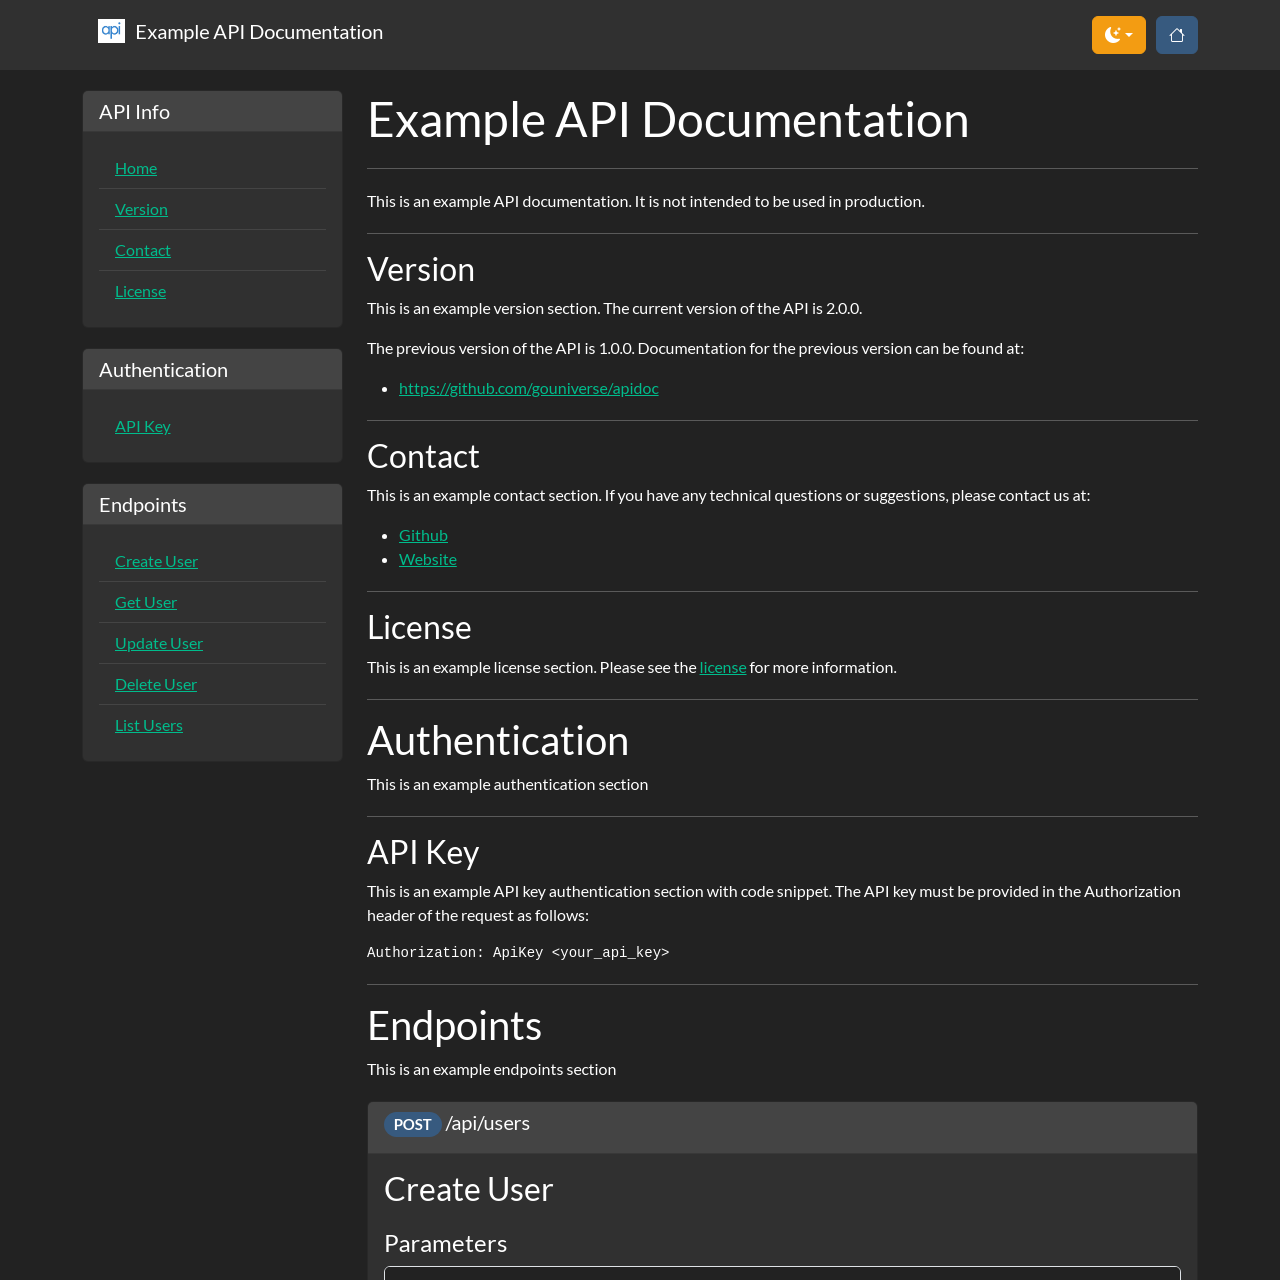 api Example API Documentation
API Info
Home
Version
Contact
License
Authentication
API Key
Endpoints
Create User
Get User
Update User
Delete User
List Users
Example API Documentation
This is an example API documentation. It is not intended to be used in production.
Version
This is an example version section. The current version of the API is 2.0.0.
The previous version of the API is 1.0.0. Documentation for the previous version can be found at:
https://github.com/gouniverse/apidoc
Contact
This is an example contact section. If you have any technical questions or suggestions, please contact us at:
Github
Website
License
This is an example license section. Please see the license for more information.
Authentication
This is an example authentication section
API Key
This is an example API key authentication section with code snippet. The API key must be provided in the Authorization
header of the request as follows:
Authorization: ApiKey <your_api_key>
Endpoints
This is an example endpoints section
POST /api/users
Create User
Parameters